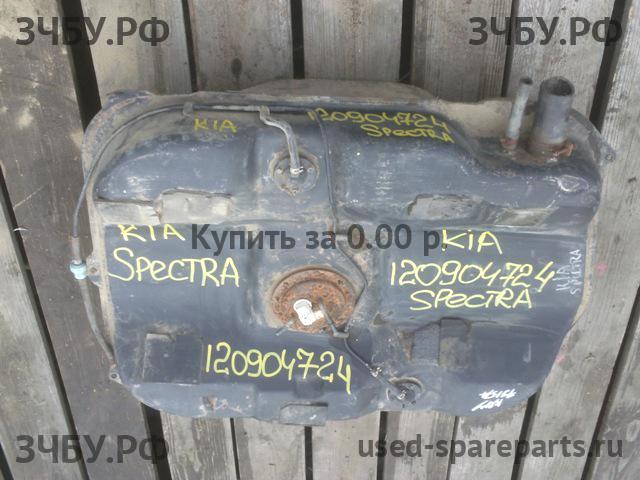 ЗЧБУ.РФ
ЗЧБУ.РФ
KIA
120904724
SPECTRA
KIA
SPECTRA
Купить за 0.00 р.
KIA
120904724
SPECTRA
KIA
SPECTRA
120904724
ЗЧБУ.РФ
used-spareparts.ru